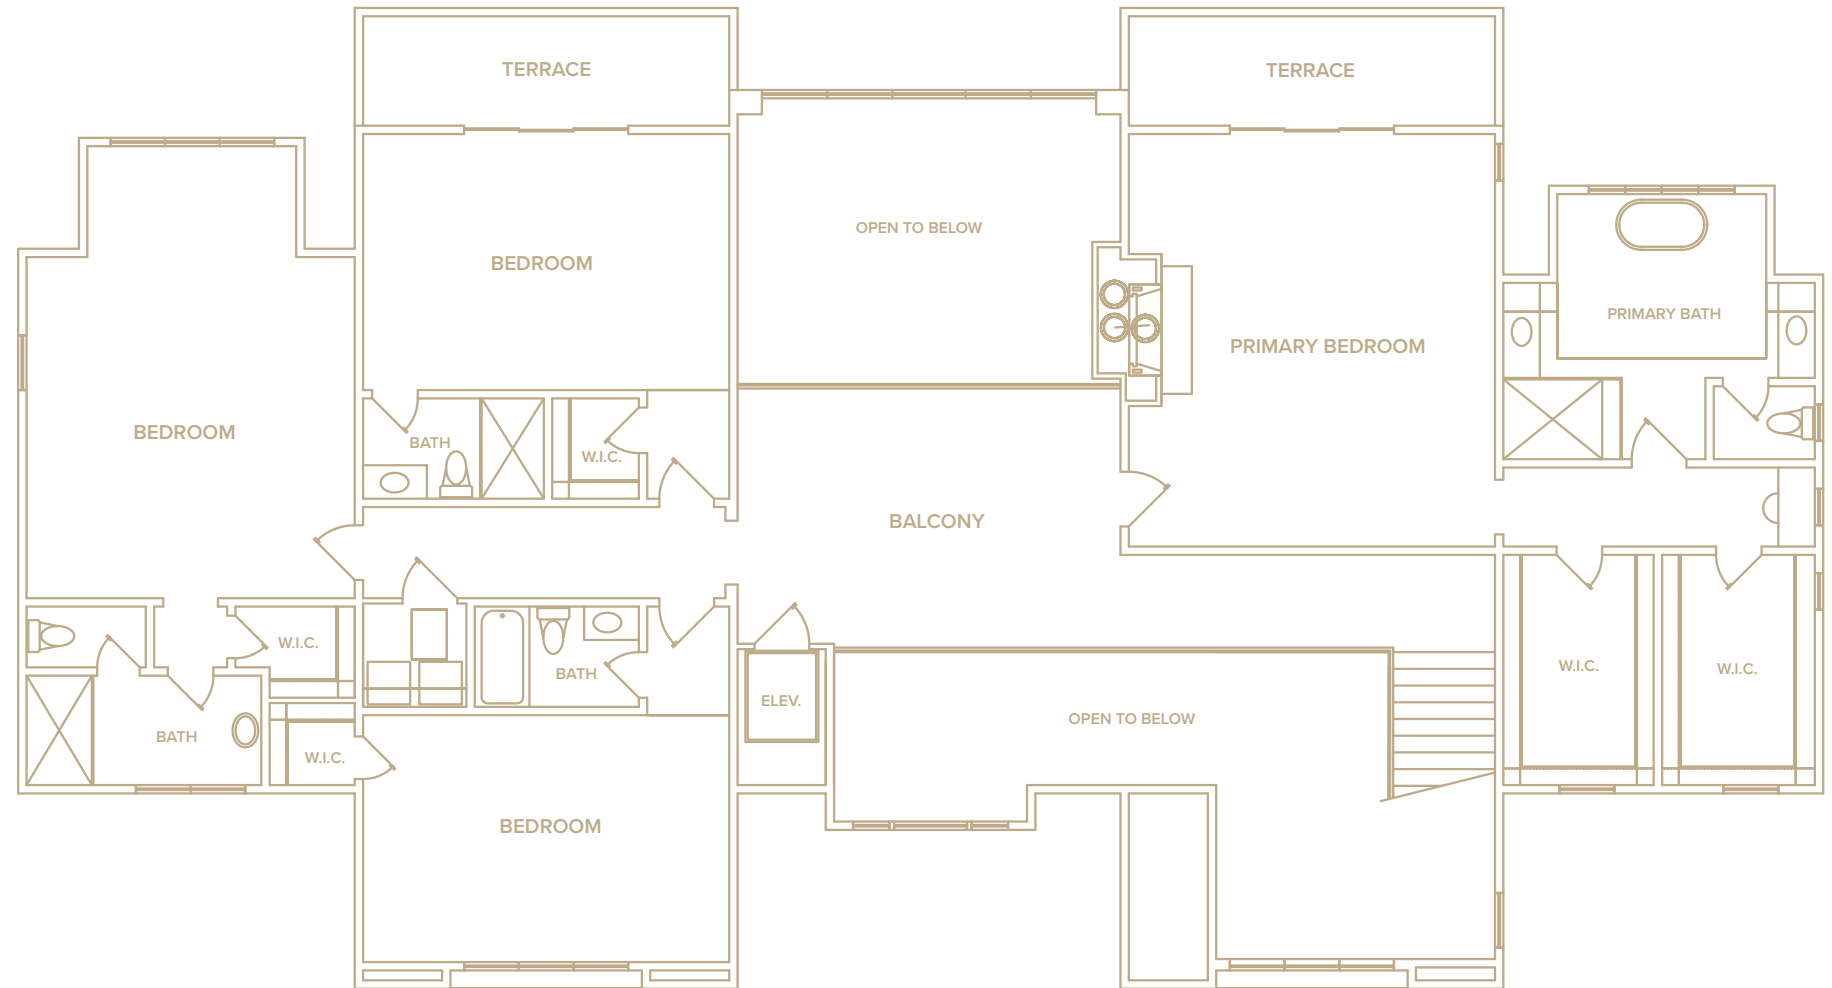 TERRACE
TERRACE
OPEN TO BELOW
BEDROOM
PRIMARY BATH
PRIMARY BEDROOM
BEDROOM
BATH
W.I.C.
BALCONY
W.I.C.
W.I.C.
W.I.C.
BATH
ELEV.
OPEN TO BELOW
BATH
W.I.C.
BEDROOM